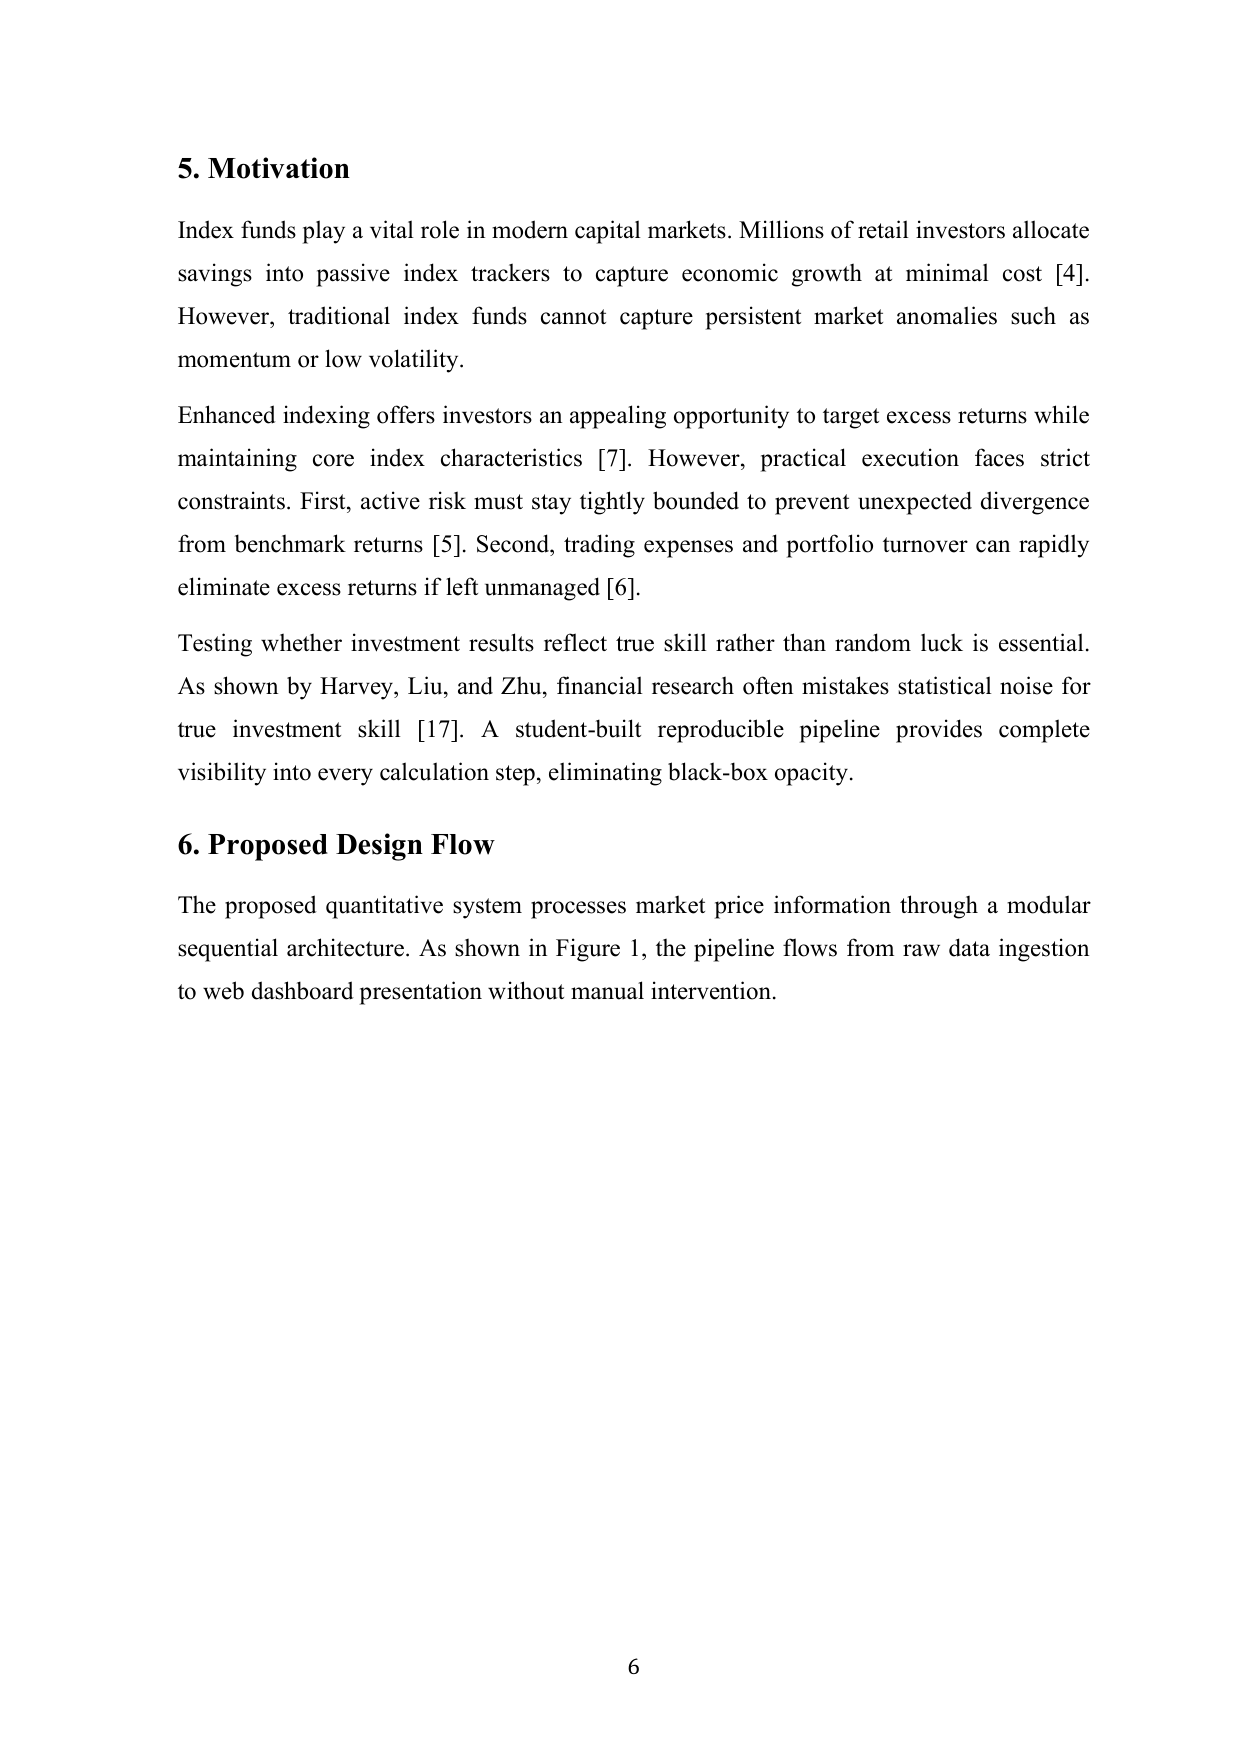 5. Motivation
Index funds play a vital role in modern capital markets. Millions of retail investors allocate
savings into passive index trackers to capture economic growth at minimal cost [4].
However, traditional index funds cannot capture persistent market anomalies such as
momentum or low volatility.
Enhanced indexing offers investors an appealing opportunity to target excess returns while
maintaining core index characteristics [7]. However, practical execution faces strict
constraints. First, active risk must stay tightly bounded to prevent unexpected divergence
from benchmark returns [5]. Second, trading expenses and portfolio turnover can rapidly
eliminate excess returns if left unmanaged [6].
Testing whether investment results reflect true skill rather than random luck is essential.
As shown by Harvey, Liu, and Zhu, financial research often mistakes statistical noise for
true investment skill [17]. A student-built reproducible pipeline provides complete
visibility into every calculation step, eliminating black-box opacity.
6. Proposed Design Flow
The proposed quantitative system processes market price information through a modular
sequential architecture. As shown in Figure 1, the pipeline flows from raw data ingestion
to web dashboard presentation without manual intervention.
6